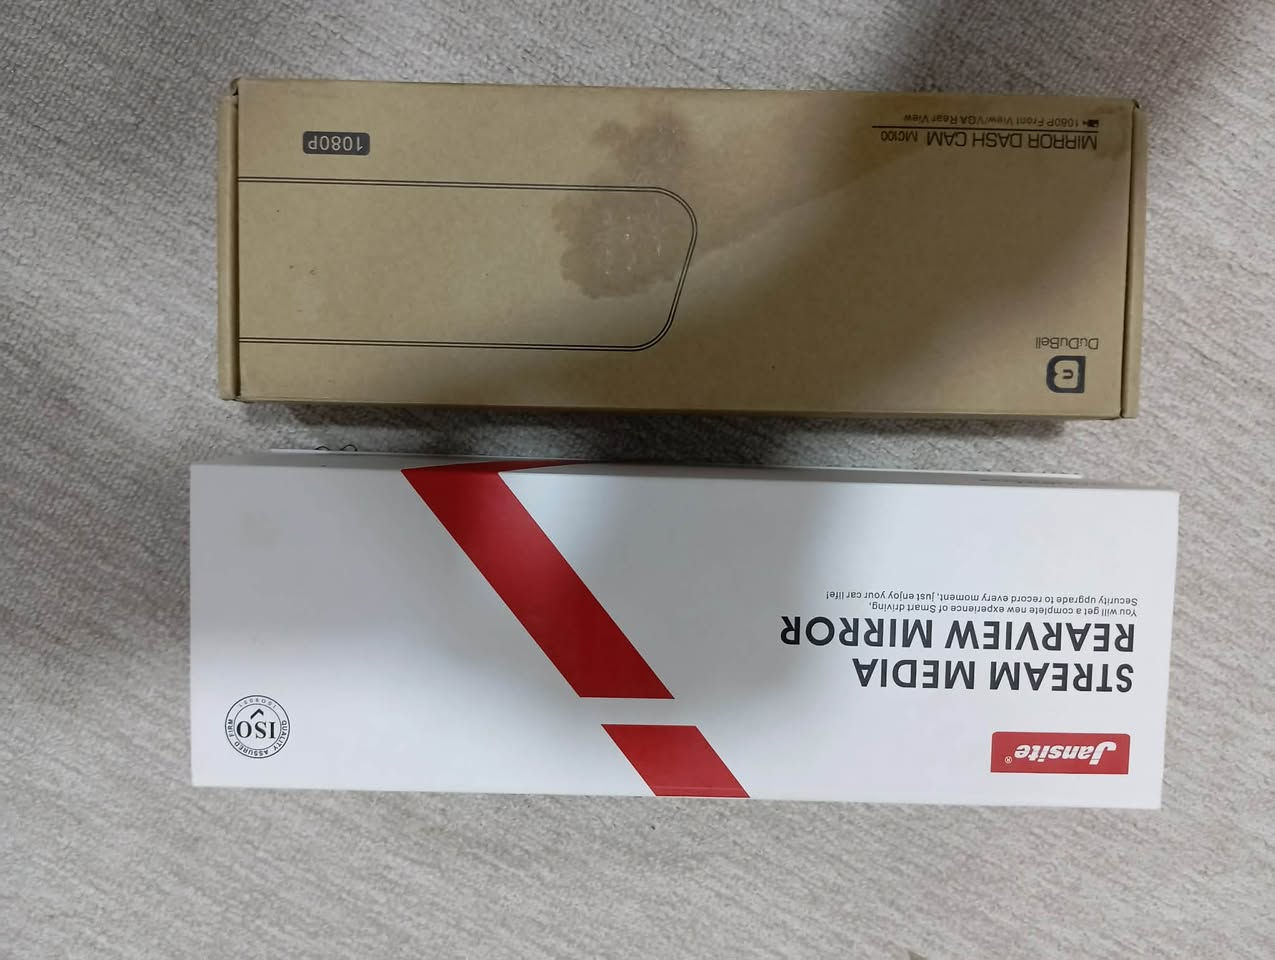 Jansite®
STREAM MEDIA
REARVIEW MIRROR
You will get a complete new experience of Smart driving,
Security upgrade to record every moment, just enjoy your car life!
QUALITY ASSURED FIRM
ISO
ISO9001
DuDuBell
MIRROR DASH CAM MC100
1080P Front View/VGA Rear View
1080P